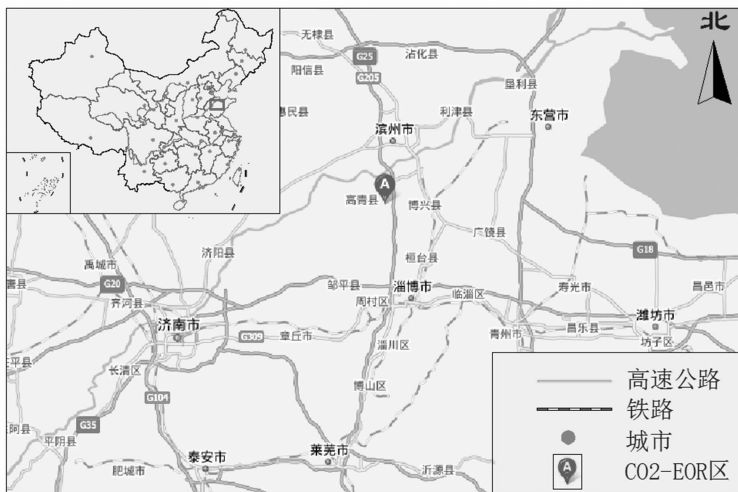 北
无棣县
沾化县
G25
阳信县
G205
垦利县
惠民县
利津县
东营市
滨州市
A
高青县
博兴县
广饶县
济阳县
G18
桓台县
禹城市
G20
邹平县
淄博市
寿光市
昌邑市
齐河县
周村区
临淄区
济南市
章丘市
潍坊市
青州市
昌乐县
坊子区
淄川区
长清区
博山区
G104
G35
平阴县
莱芜市
泰安市
肥城市
沂源县
高速公路
铁路
城市
A
CO2-EOR区